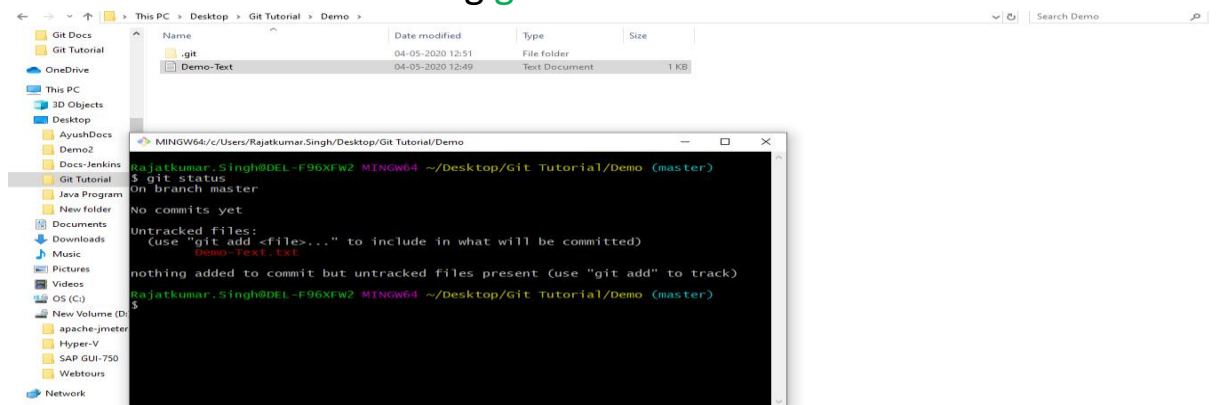 g g
This PC > Desktop > Git Tutorial > Demo >
Search Demo
Git Docs
Git Tutorial
OneDrive
This PC
3D Objects
Desktop
AyushDocs
Demo2
Docs-Jenkins
Git Tutorial
Java Program
New folder
Documents
Downloads
Music
Pictures
Videos
OS (C:)
New Volume (D:
apache-jmeter
Hyper-V
SAP GUI-750
Webtours
Network
Name Date modified Type Size
.git 04-05-2020 12:51 File folder
Demo-Text 04-05-2020 12:49 Text Document 1 KB
MINGW64:/c/Users/Rajatkumar.Singh/Desktop/Git Tutorial/Demo
Rajatkumar.Singh@DEL-F96XFW2 MINGW64 ~/Desktop/Git Tutorial/Demo (master)
$ git status
On branch master
No commits yet
Untracked files:
(use "git add <file>..." to include in what will be committed)
Demo-Text.txt
nothing added to commit but untracked files present (use "git add" to track)
Rajatkumar.Singh@DEL-F96XFW2 MINGW64 ~/Desktop/Git Tutorial/Demo (master)
$